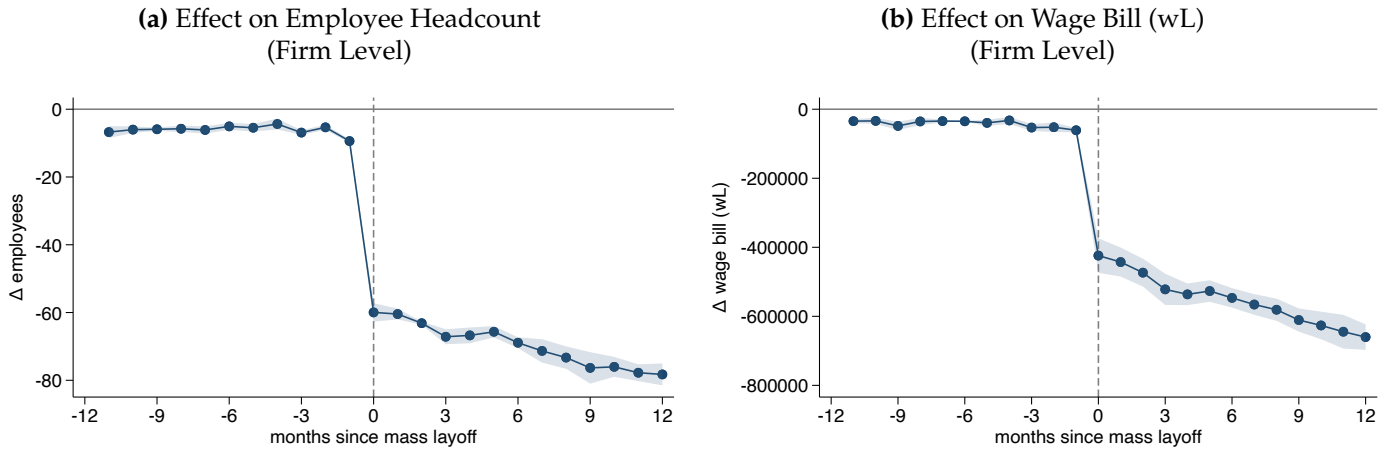 (a) Effect on Employee Headcount
(Firm Level)
0
-20
-40
-60
-80
Δ employees
-12 -9 -6 -3 0 3 6 9 12
months since mass layoff
(b) Effect on Wage Bill (wL)
(Firm Level)
0
-200000
-400000
-600000
-800000
Δ wage bill (wL)
-12 -9 -6 -3 0 3 6 9 12
months since mass layoff